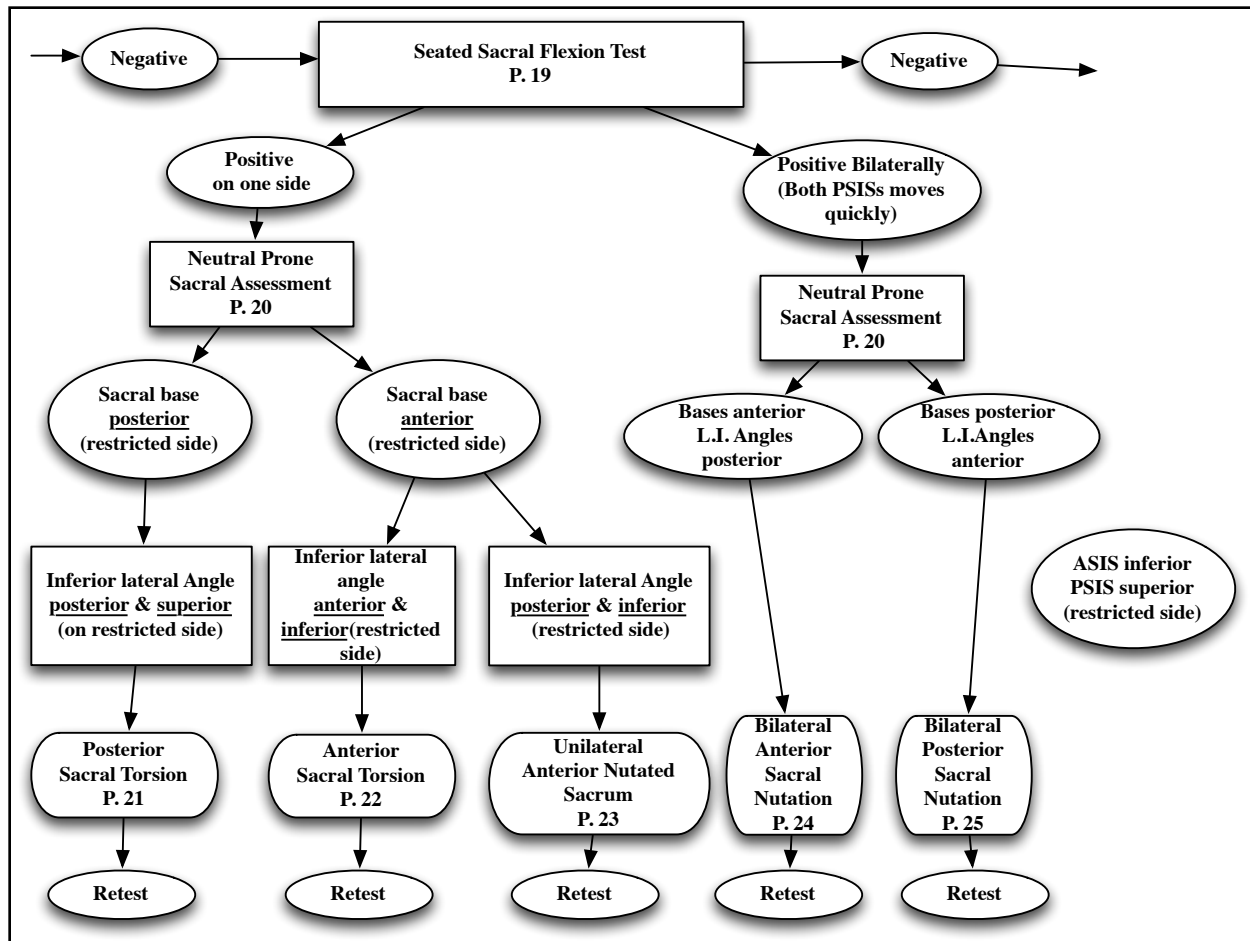 Negative
Seated Sacral Flexion Test
P. 19
Negative
Positive
on one side
Positive Bilaterally
(Both PSISs moves
quickly)
Neutral Prone
Sacral Assessment
P. 20
Neutral Prone
Sacral Assessment
P. 20
Sacral base
posterior
(restricted side)
Sacral base
anterior
(restricted side)
Bases anterior
L.I. Angles
posterior
Bases posterior
L.I.Angles
anterior
Inferior lateral Angle
posterior & superior
(on restricted side)
Inferior lateral
angle
anterior &
inferior(restricted
side)
Inferior lateral Angle
posterior & inferior
(restricted side)
ASIS inferior
PSIS superior
(restricted side)
Posterior
Sacral Torsion
P. 21
Anterior
Sacral Torsion
P. 22
Unilateral
Anterior Nutated
Sacrum
P. 23
Bilateral
Anterior
Sacral
Nutation
P. 24
Bilateral
Posterior
Sacral
Nutation
P. 25
Retest
Retest
Retest
Retest
Retest